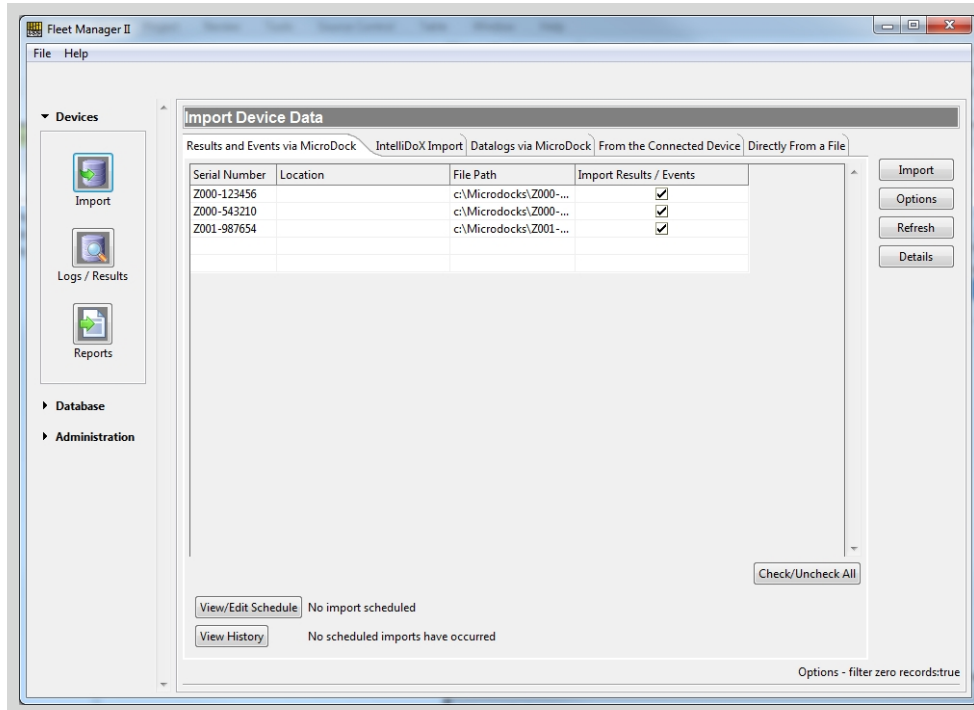 Fleet Manager II
File Help
Devices
Import
Logs / Results
Reports
Database
Administration
Import Device Data
Results and Events via MicroDock IntelliDoX Import Datalogs via MicroDock From the Connected Device Directly From a File
Serial Number Location File Path Import Results / Events
Z000-123456 c:\Microdocks\Z000-...
Z000-543210 c:\Microdocks\Z000-...
Z001-987654 c:\Microdocks\Z001-...
Import
Options
Refresh
Details
Check/Uncheck All
View/Edit Schedule No import scheduled
View History No scheduled imports have occurred
Options - filter zero records:true